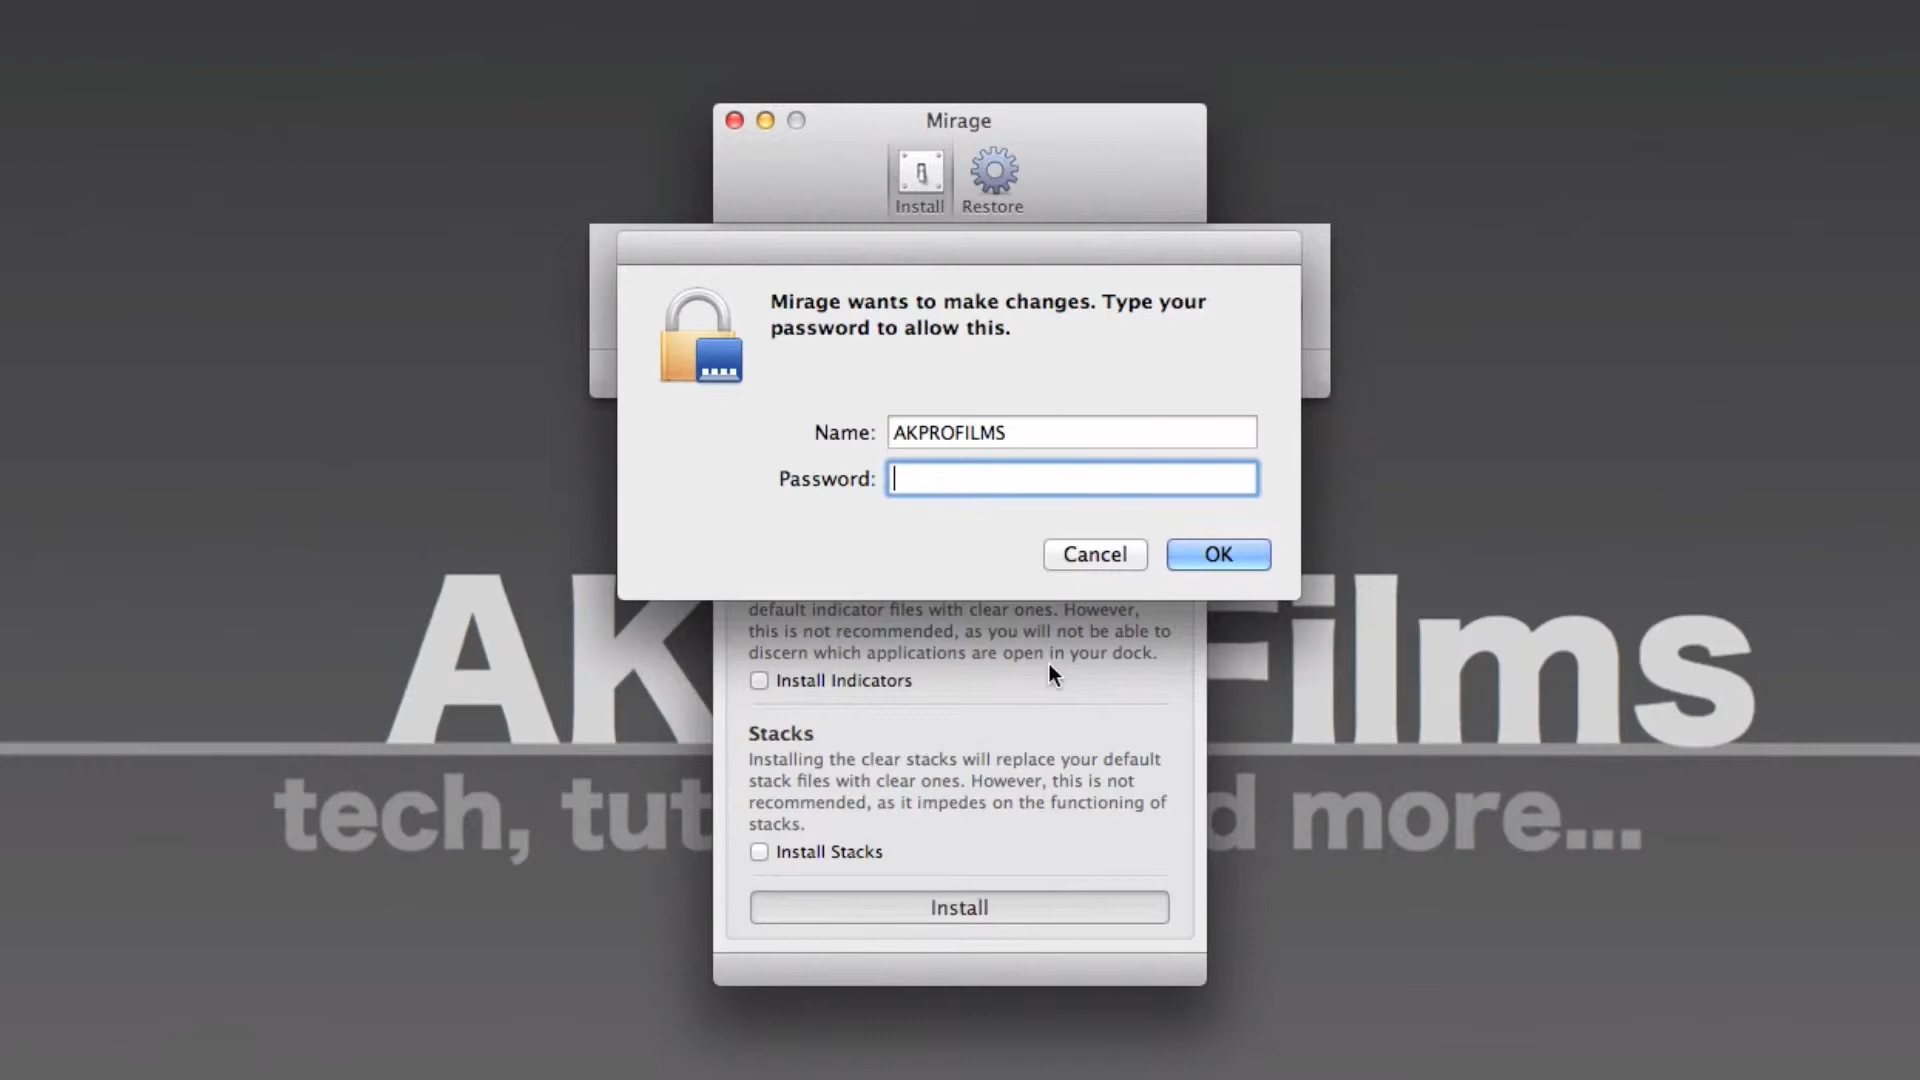 Mirage
Install Restore
Mirage wants to make changes. Type your
password to allow this.
Name: AKPROFILMS
Password:
Cancel OK
default indicator files with clear ones. However,
this is not recommended, as you will not be able to
discern which applications are open in your dock.
Install Indicators
Stacks
Installing the clear stacks will replace your default
stack files with clear ones. However, this is not
recommended, as it impedes on the functioning of
stacks.
Install Stacks
Install
AK Films
tech, tut d more...